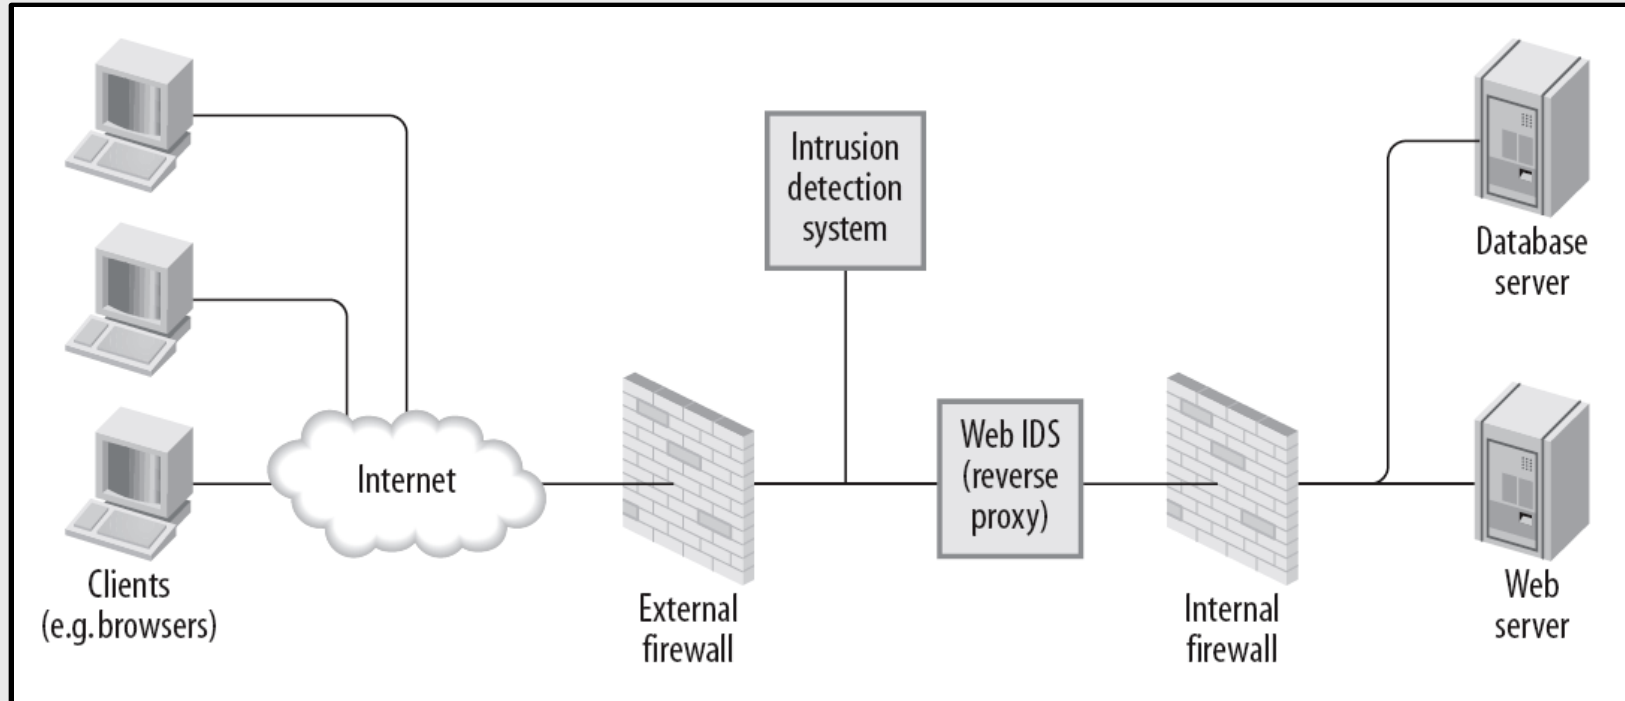 Intrusion
detection
system
Database
server
Internet
Web IDS
(reverse
proxy)
Clients
(e.g. browsers)
External
firewall
Internal
firewall
Web
server